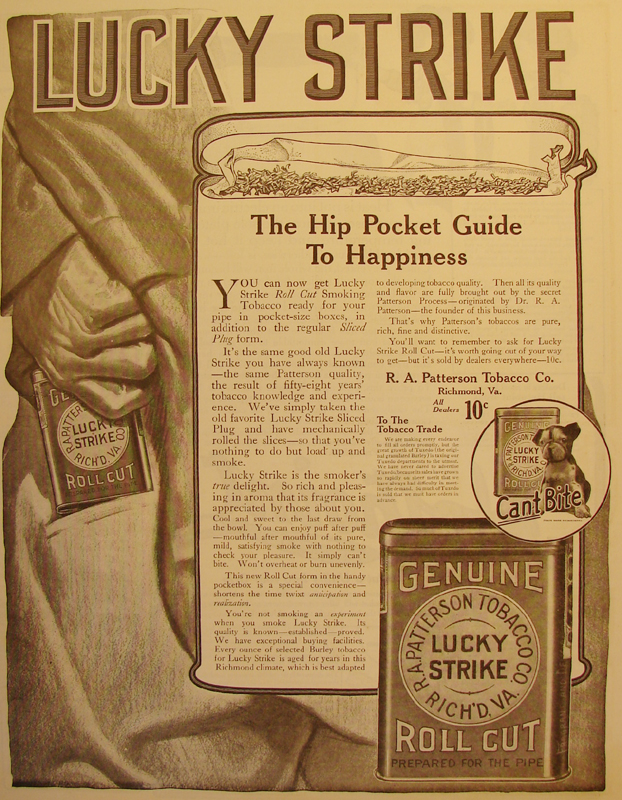 LUCKY STRIKE
The Hip Pocket Guide
To Happiness
YOU can now get Lucky
Strike Roll Cut Smoking
Tobacco ready for your
pipe in pocket-size boxes, in
addition to the regular Sliced
Plug form.
It's the same good old Lucky
Strike you have always known
—the same Patterson quality,
the result of fifty-eight years'
tobacco knowledge and experi-
ence. We've simply taken the
old favorite Lucky Strike Sliced
Plug and have mechanically
rolled the slices—so that you've
nothing to do but load up and
smoke.
Lucky Strike is the smoker's
true delight. So rich and pleas-
ing in aroma that its fragrance is
appreciated by those about you.
Cool and sweet to the last draw from
the bowl. You can enjoy puff after puff
—mouthful after mouthful of its pure,
mild, satisfying smoke with nothing to
check your pleasure. It simply can't
bite. Won't overheat or burn unevenly.
This new Roll Cut form in the handy
pocketbox is a special convenience—
shortens the time twixt anticipation and
realization.
You're not smoking an experiment
when you smoke Lucky Strike. Its
quality is known—established—proved.
We have exceptional buying facilities.
Every ounce of selected Burley tobacco
for Lucky Strike is aged for years in this
Richmond climate, which is best adapted
to developing tobacco quality. Then all its quality
and flavor are fully brought out by the secret
Patterson Process—originated by Dr. R. A.
Patterson—the founder of this business.
That's why Patterson's tobaccos are pure,
rich, fine and distinctive.
You'll want to remember to ask for Lucky
Strike Roll Cut—it's worth going out of your way
to get—but it's sold by dealers everywhere—10c.
R. A. Patterson Tobacco Co.
Richmond, Va.
All
Dealers 10c
To The
Tobacco Trade
We are making every endeavor
to fill all orders promptly, but the
great growth of Tuxedo (the origi-
nal granulated Burley) is taxing our
Tuxedo department to the utmost.
We have never cared to advertise
Tuxedo because its sales have grown
so rapidly on sheer merit that we
have always had difficulty in meet-
ing the demand. So much of Tuxedo
is sold that we must have orders in
advance.
GENUINE
R.A. PATTERSON TOBACCO CO.
LUCKY
STRIKE
RICH'D, VA.
ROLL CUT
Cant Bite
R.A. PATTERSON
LUCKY
STRIKE
RICH'D, VA.
ROLL CUT
GENUINE
R.A. PATTERSON TOBACCO CO.
LUCKY
STRIKE
RICH'D, VA.
ROLL CUT
PREPARED FOR THE PIPE